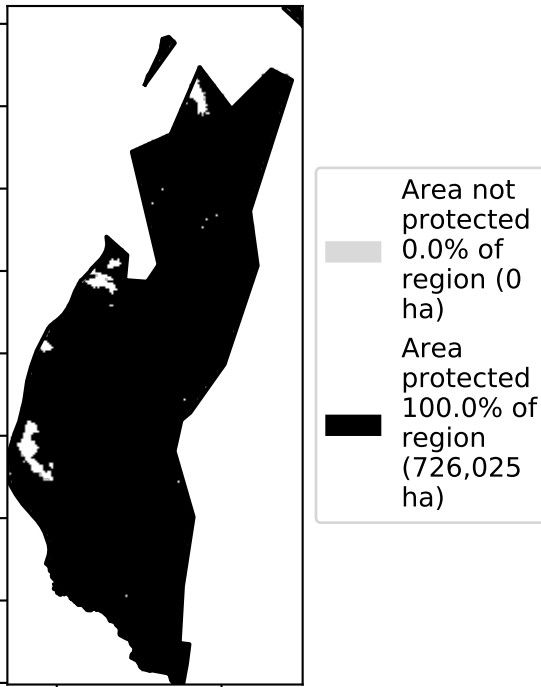 Area not
protected
0.0% of
region (0
ha)
Area
protected
100.0% of
region
(726,025
ha)